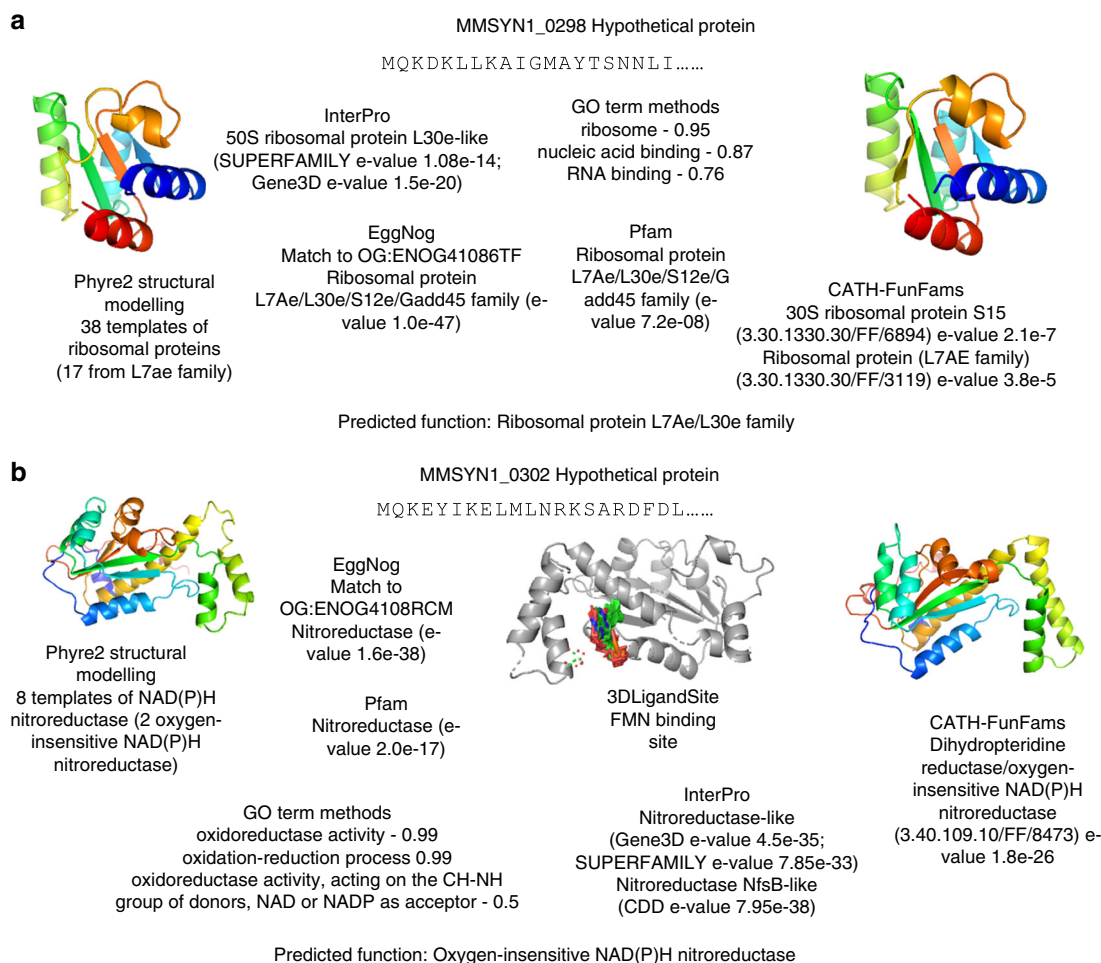 a
MMSYN1_0298 Hypothetical protein
MQKDKLLKAIGMAYTSNNLI......
InterPro
50S ribosomal protein L30e-like
(SUPERFAMILY e-value 1.08e-14;
Gene3D e-value 1.5e-20)
GO term methods
ribosome - 0.95
nucleic acid binding - 0.87
RNA binding - 0.76
Phyre2 structural
modelling
38 templates of
ribosomal proteins
(17 from L7ae family)
EggNog
Match to OG:ENOG41086TF
Ribosomal protein
L7Ae/L30e/S12e/Gadd45 family (e-
value 1.0e-47)
Pfam
Ribosomal protein
L7Ae/L30e/S12e/G
add45 family (e-
value 7.2e-08)
CATH-FunFams
30S ribosomal protein S15
(3.30.1330.30/FF/6894) e-value 2.1e-7
Ribosomal protein (L7AE family)
(3.30.1330.30/FF/3119) e-value 3.8e-5
Predicted function: Ribosomal protein L7Ae/L30e family
b
MMSYN1_0302 Hypothetical protein
MQKEYIKELMLNRKSARDFDL......
Phyre2 structural
modelling
8 templates of NAD(P)H
nitroreductase (2 oxygen-
insensitive NAD(P)H
nitroreductase)
EggNog
Match to
OG:ENOG4108RCM
Nitroreductase (e-
value 1.6e-38)
Pfam
Nitroreductase (e-
value 2.0e-17)
3DLigandSite
FMN binding
site
CATH-FunFams
Dihydropteridine
reductase/oxygen-
insensitive NAD(P)H
nitroreductase
(3.40.109.10/FF/8473) e-
value 1.8e-26
GO term methods
oxidoreductase activity - 0.99
oxidation-reduction process 0.99
oxidoreductase activity, acting on the CH-NH
group of donors, NAD or NADP as acceptor - 0.5
InterPro
Nitroreductase-like
(Gene3D e-value 4.5e-35;
SUPERFAMILY e-value 7.85e-33)
Nitroreductase NfsB-like
(CDD e-value 7.95e-38)
Predicted function: Oxygen-insensitive NAD(P)H nitroreductase